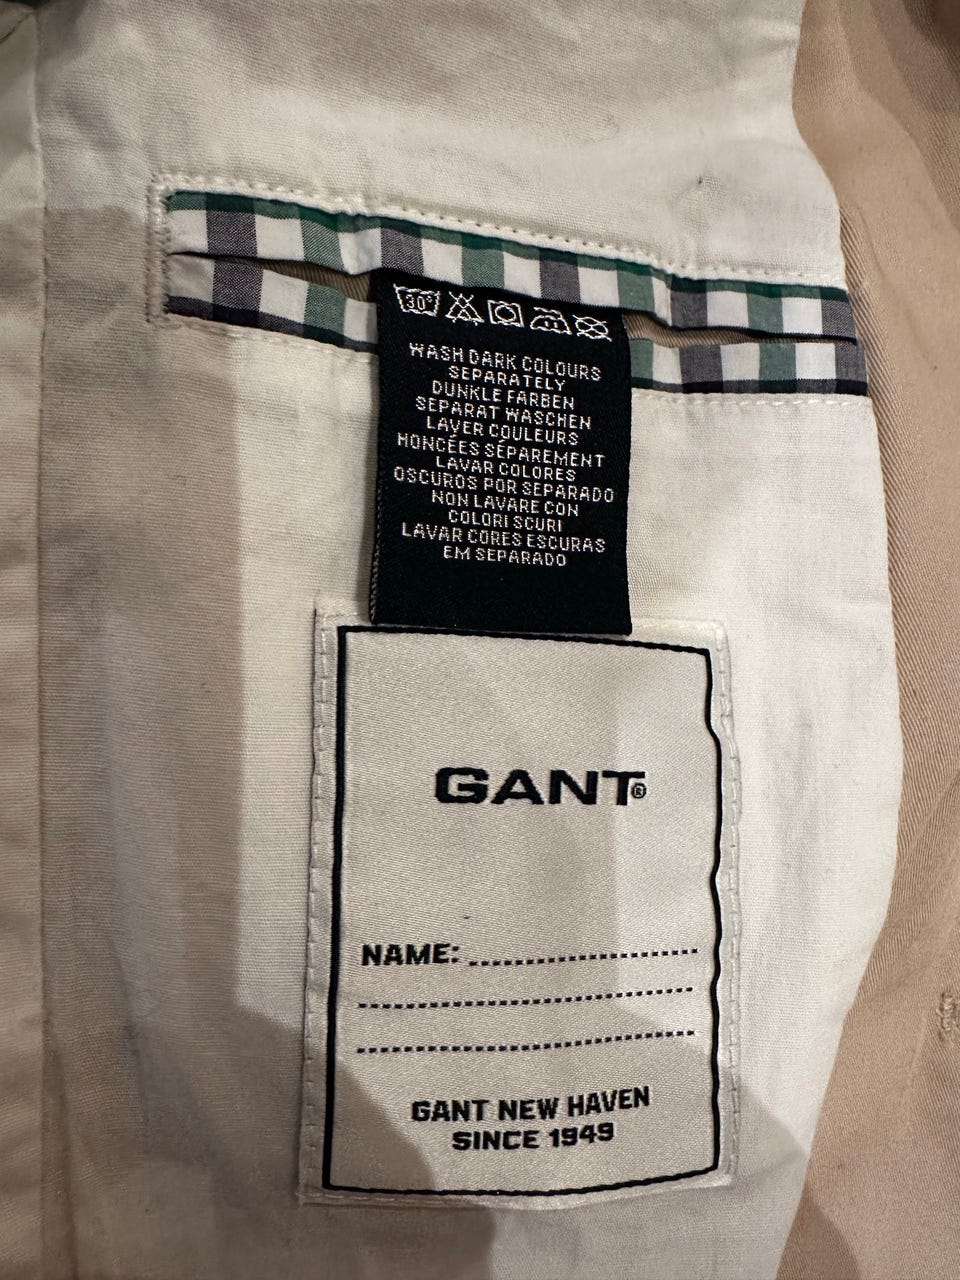 30°
WASH DARK COLOURS
SEPARATELY
DUNKLE FARBEN
SEPARAT WASCHEN
LAVER COULEURS
HONCÉES SÉPAREMENT
LAVAR COLORES
OSCUROS POR SEPARADO
NON LAVARE CON
COLORI SCURI
LAVAR CORES ESCURAS
EM SEPARADO
GANT®
NAME:
GANT NEW HAVEN
SINCE 1949